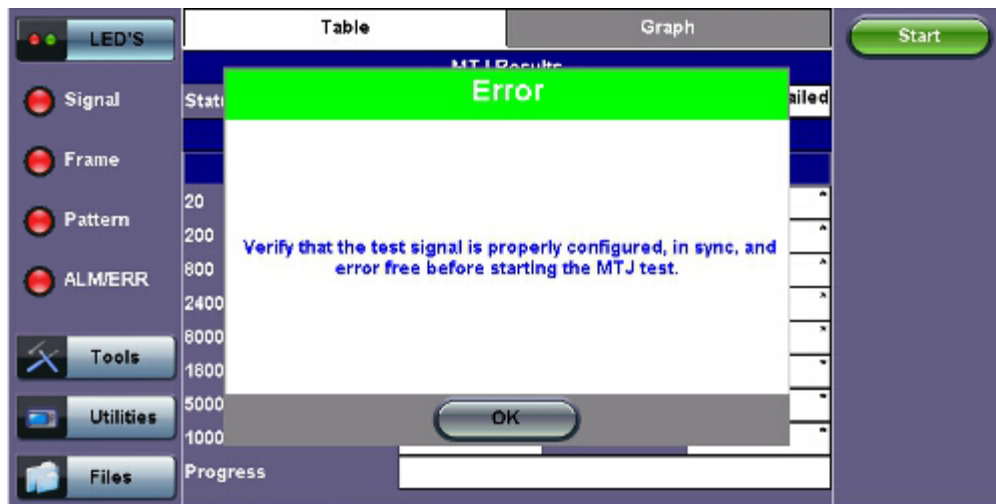 LED'S
Table
Graph
Start
Error
Signal
ailed
Frame
Pattern
ALM/ERR
20
200
800
2400
8000
1600
5000
1000
Verify that the test signal is properly configured, in sync, and
error free before starting the MTJ test.
Tools
Utilities
Files
OK
Progress